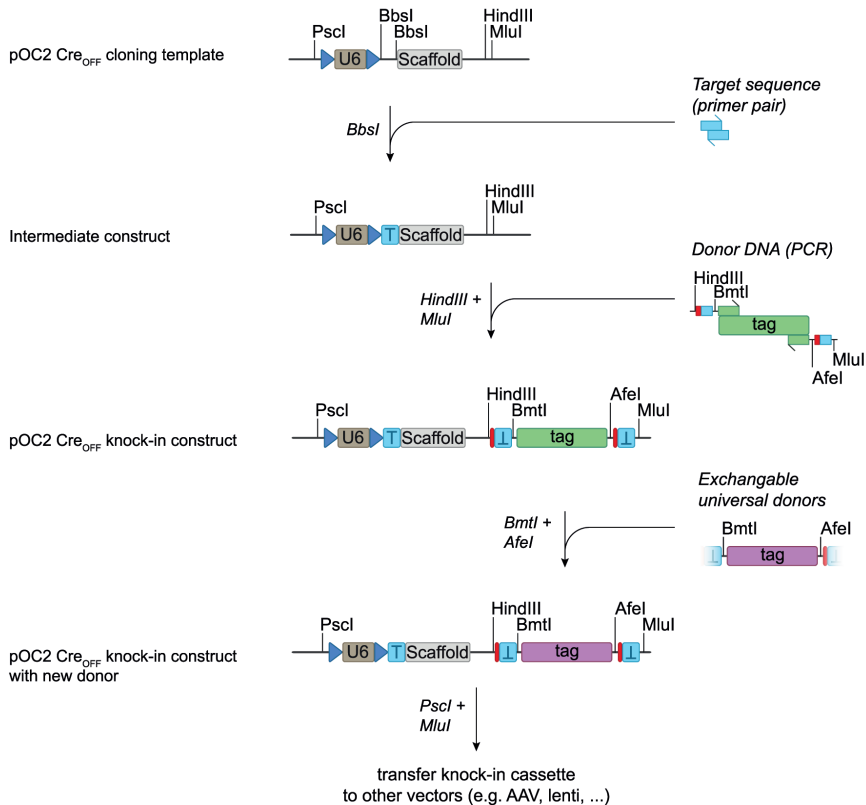 BbsI
HindIII
PscI
BbsI
MluI
pOC2 CreOFF cloning template
U6
Scaffold
Target sequence
(primer pair)
BbsI
HindIII
PscI
MluI
Intermediate construct
U6
T
Scaffold
Donor DNA (PCR)
HindIII
BmtI
HindIII +
MluI
tag
MluI
AfeI
HindIII
AfeI
PscI
BmtI
MluI
pOC2 CreOFF knock-in construct
U6
T
Scaffold
T
tag
T
Exchangable
universal donors
BmtI
AfeI
BmtI +
AfeI
T
tag
T
HindIII
AfeI
PscI
BmtI
MluI
pOC2 CreOFF knock-in construct
with new donor
U6
T
Scaffold
T
tag
T
PscI +
MluI
transfer knock-in cassette
to other vectors (e.g. AAV, lenti, ...)